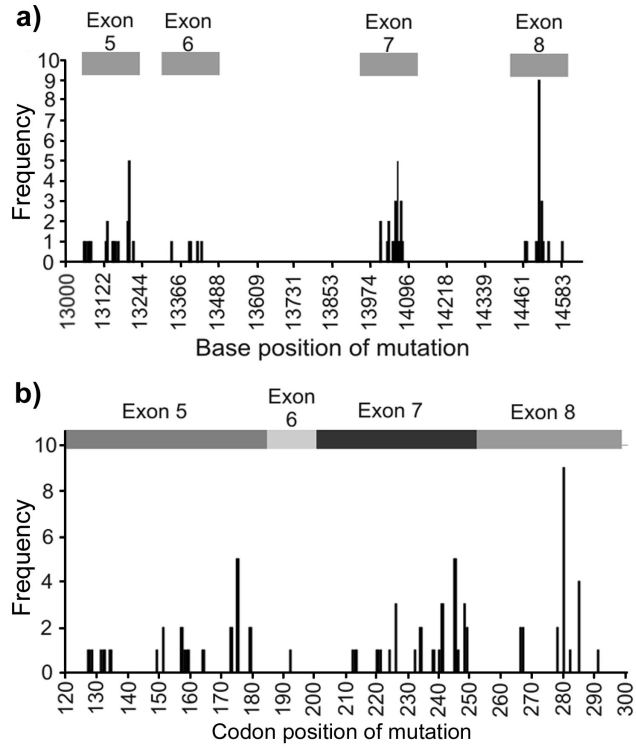 a)
Exon 5
Exon 6
Exon 7
Exon 8
Frequency
10
9
8
7
6
5
4
3
2
1
0
13000 13122 13244 13366 13488 13609 13731 13853 13974 14096 14218 14339 14461 14583
Base position of mutation
b)
Exon 5
Exon 6
Exon 7
Exon 8
Frequency
10
8
6
4
2
0
120 130 140 150 160 170 180 190 200 210 220 230 240 250 260 270 280 290 300
Codon position of mutation